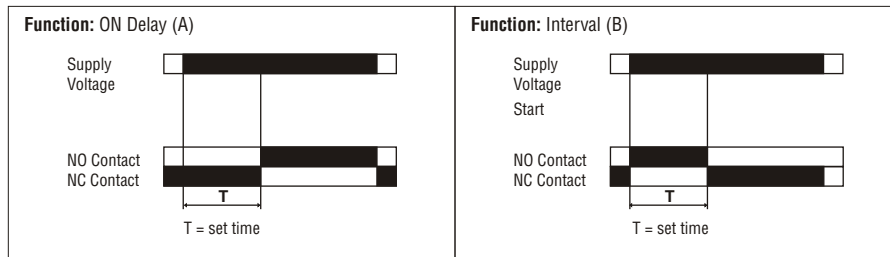 Function: ON Delay (A)
Supply
Voltage
NO Contact
NC Contact
T
T = set time
Function: Interval (B)
Supply
Voltage
Start
NO Contact
NC Contact
T
T = set time